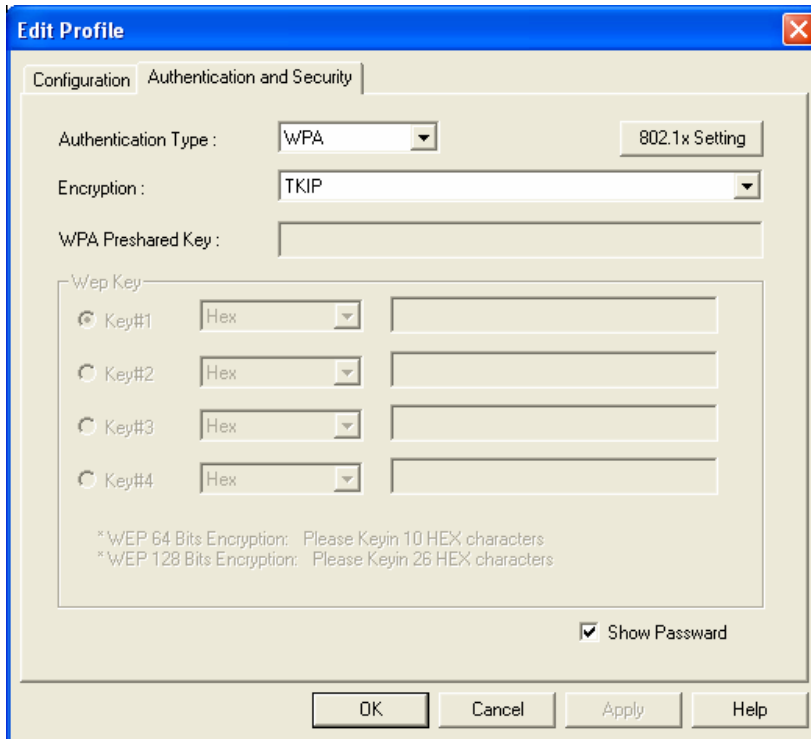 Edit Profile
Configuration
Authentication and Security
Authentication Type :
WPA
802.1x Setting
Encryption :
TKIP
WPA Preshared Key :
Wep Key
Key#1
Hex
Key#2
Hex
Key#3
Hex
Key#4
Hex
* WEP 64 Bits Encryption: Please Keyin 10 HEX characters
* WEP 128 Bits Encryption: Please Keyin 26 HEX characters
Show Passward
OK
Cancel
Apply
Help